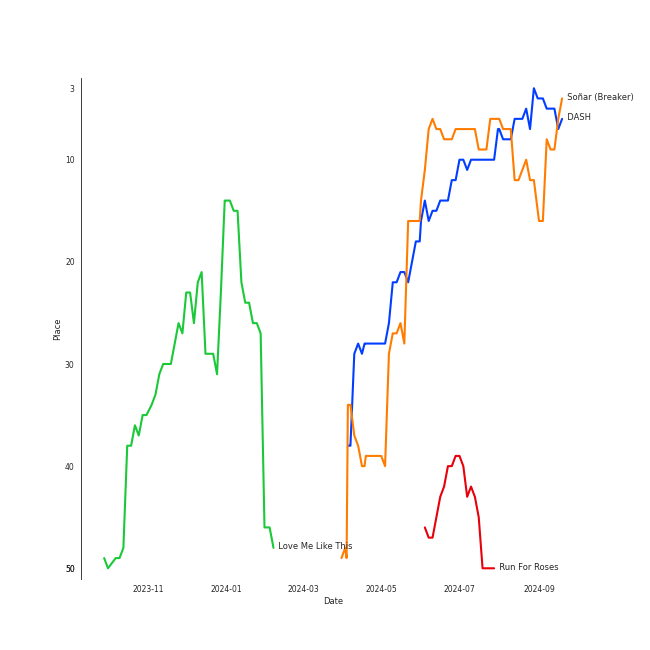 3
Soñar (Breaker)
DASH
10
20
Place
30
40
Love Me Like This
50
Run For Roses
2023-11
2024-01
2024-03
2024-05
2024-07
2024-09
Date